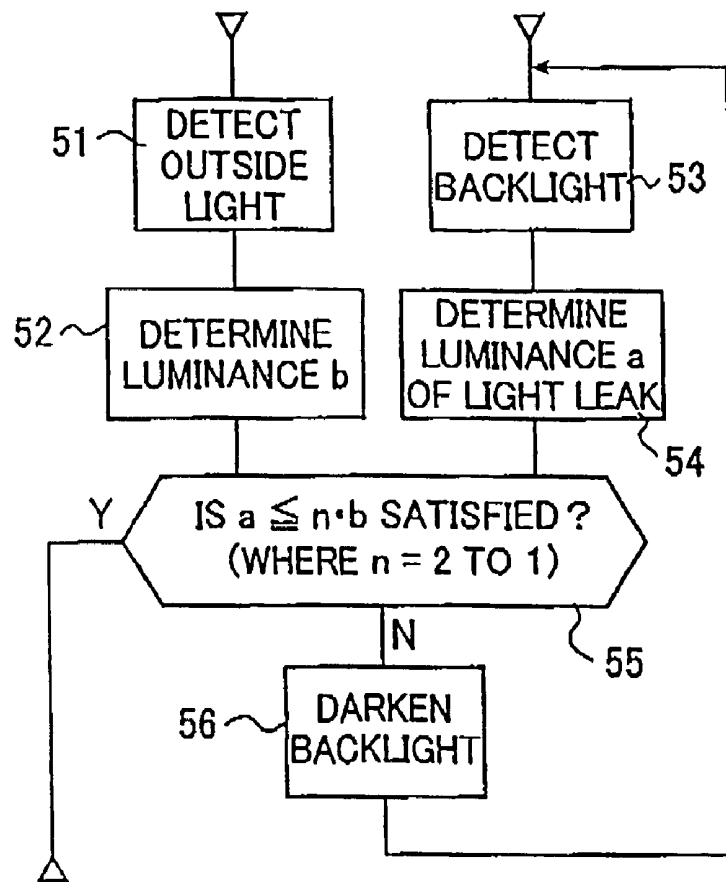 51
DETECT
OUTSIDE
LIGHT
DETECT
BACKLIGHT
53
52
DETERMINE
LUMINANCE b
DETERMINE
LUMINANCE a
OF LIGHT LEAK
54
Y
IS a ≦ n·b SATISFIED ?
(WHERE n = 2 TO 1)
55
N
56
DARKEN
BACKLIGHT